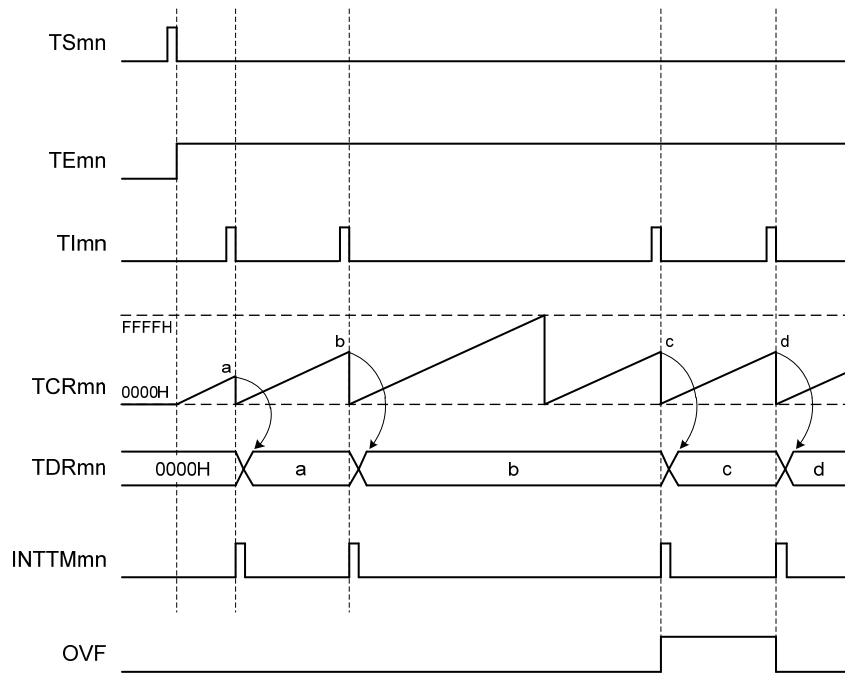 TSmn
TEmn
TImn
FFFFH
TCRmn
0000H
a
b
c
d
TDRmn
0000H
a
b
c
d
INTTMmn
OVF